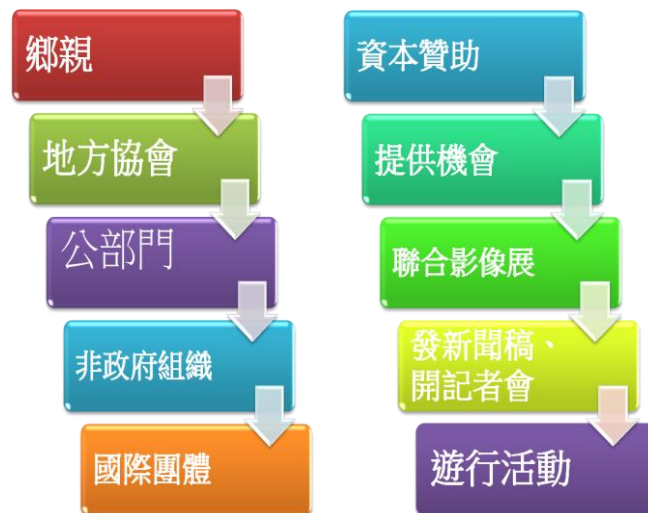 鄉親
地方協會
公部門
非政府組織
國際團體
資本贊助
提供機會
聯合影像展
發新聞稿、
開記者會
遊行活動